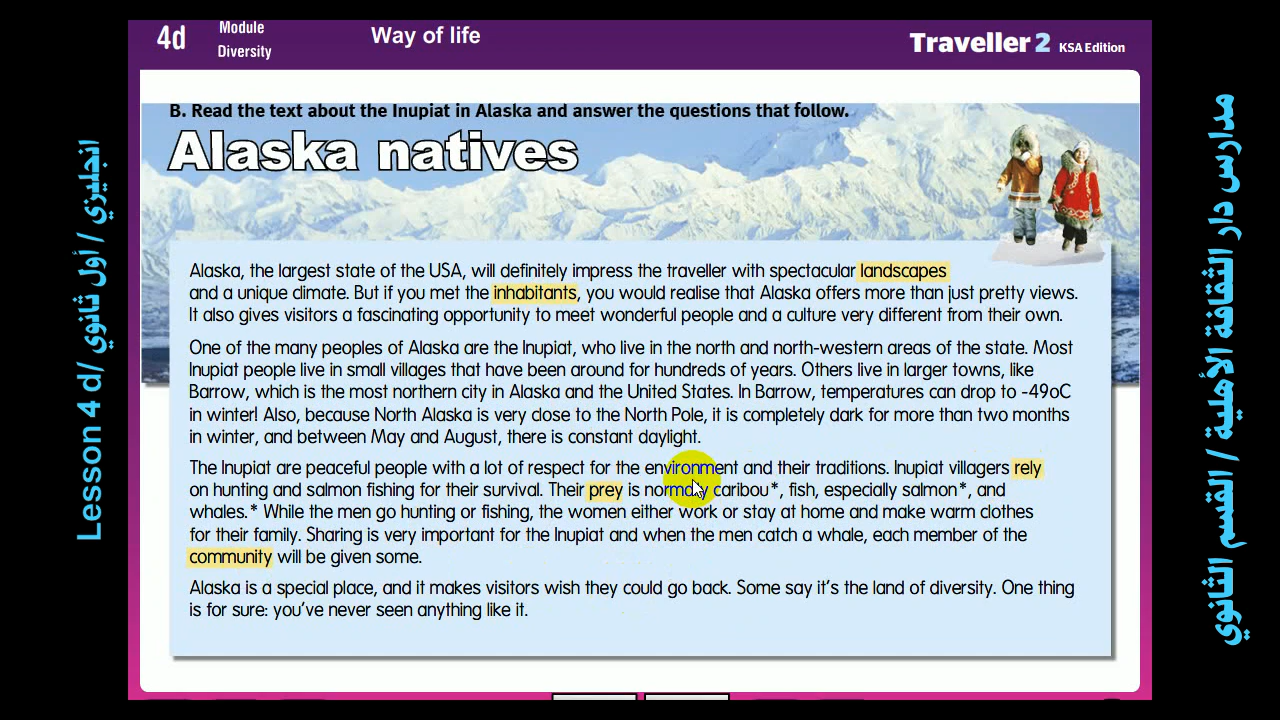 4d
Module
Diversity
Way of life
Traveller 2 KSA Edition
B. Read the text about the Inupiat in Alaska and answer the questions that follow.
Alaska natives
Alaska, the largest state of the USA, will definitely impress the traveller with spectacular landscapes
and a unique climate. But if you met the inhabitants, you would realise that Alaska offers more than just pretty views.
It also gives visitors a fascinating opportunity to meet wonderful people and a culture very different from their own.
One of the many peoples of Alaska are the Inupiat, who live in the north and north-western areas of the state. Most
Inupiat people live in small villages that have been around for hundreds of years. Others live in larger towns, like
Barrow, which is the most northern city in Alaska and the United States. In Barrow, temperatures can drop to -49oC
in winter! Also, because North Alaska is very close to the North Pole, it is completely dark for more than two months
in winter, and between May and August, there is constant daylight.
The Inupiat are peaceful people with a lot of respect for the environment and their traditions. Inupiat villagers rely
on hunting and salmon fishing for their survival. Their prey is normally caribou*, fish, especially salmon*, and
whales.* While the men go hunting or fishing, the women either work or stay at home and make warm clothes
for their family. Sharing is very important for the Inupiat and when the men catch a whale, each member of the
community will be given some.
Alaska is a special place, and it makes visitors wish they could go back. Some say it's the land of diversity. One thing
is for sure: you've never seen anything like it.
Lesson 4 d/ انجليزي / أول ثانوي
مدارس دار الثقافة الأهلية / القسم الثانوي